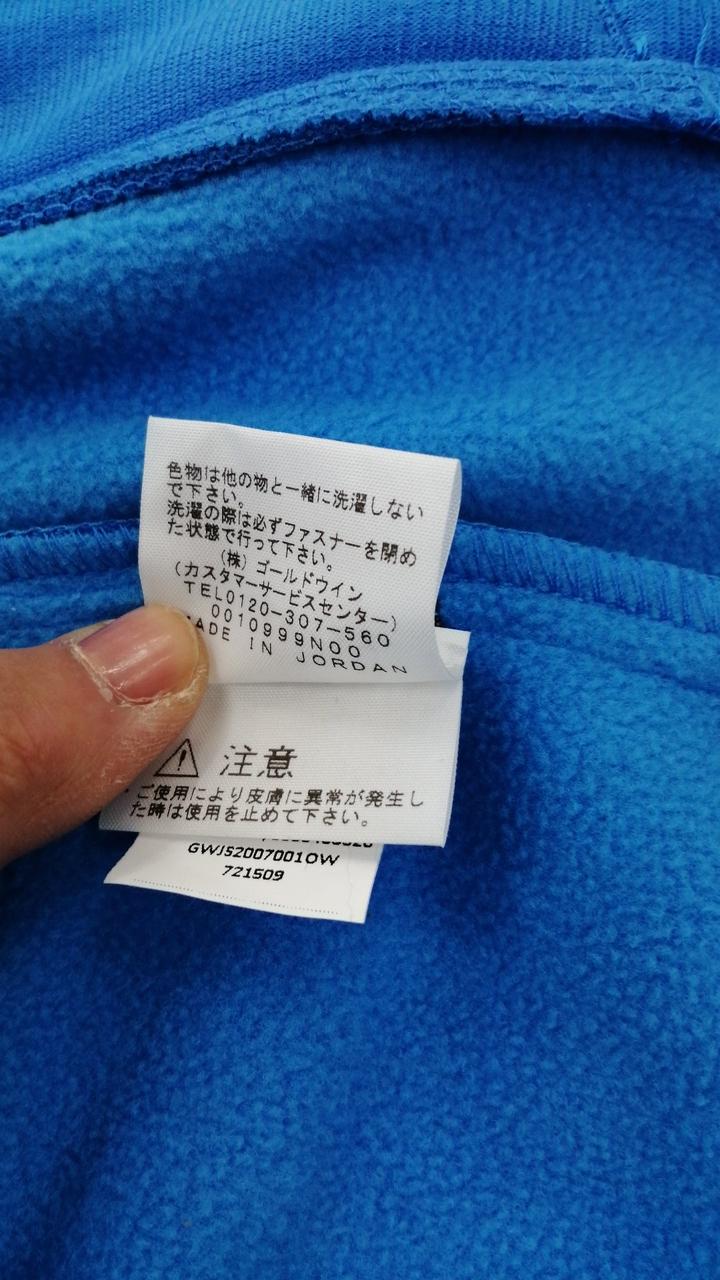 色物は他の物と一緒に洗濯しない
で下さい。
洗濯の際は必ずファスナーを閉め
た状態で行って下さい。
(株)ゴールドウイン
(カスタマーサービスセンター)
TEL0120-307-560
0010999N00
ADE IN JORDAN
注意
・ご使用により皮膚に異常が発生し
た時は使用を止めて下さい。
GWJS2007001OW
721509